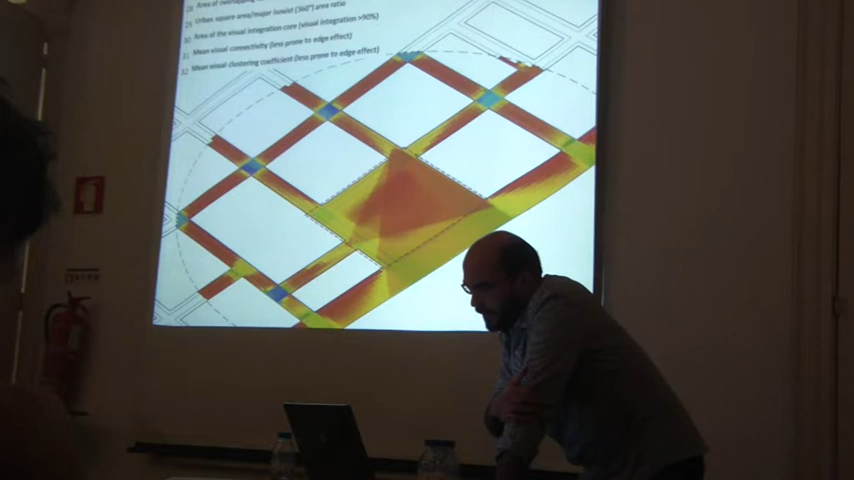 28 Area of overlapping
29 Urban square area/major isovist (360°) area ratio
30 Area of the visual integration core (visual integration >90%)
31 Mean visual connectivity (less prone to edge effect)
32 Mean visual clustering coefficient (less prone to edge effect)